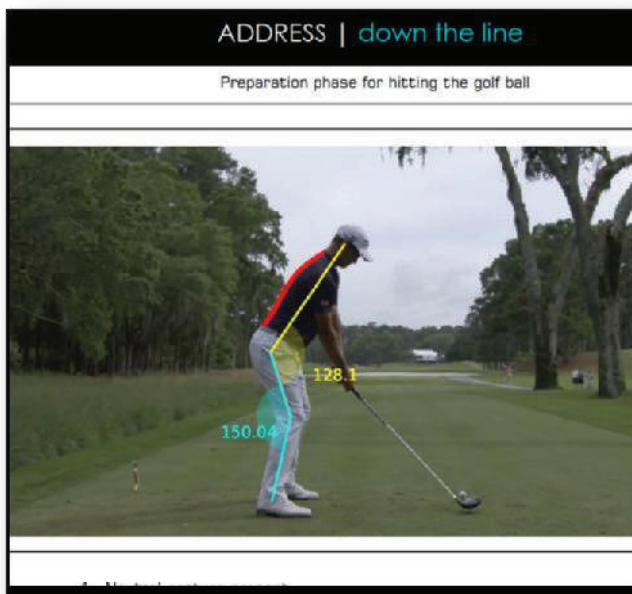 ADDRESS | down the line
Preparation phase for hitting the golf ball
128.1
150.04